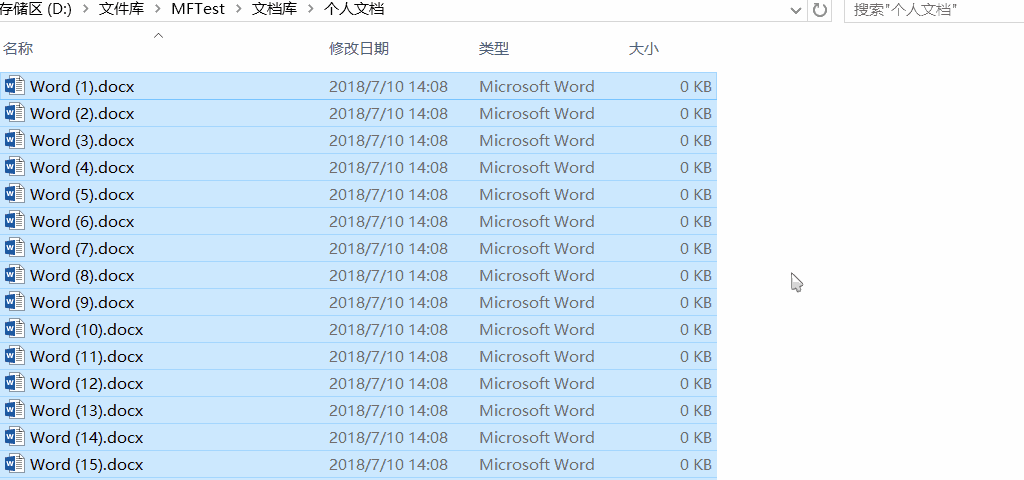 存储区 (D:) > 文件库 > MFTest > 文档库 > 个人文档 搜索"个人文档"
名称 修改日期 类型 大小
Word (1).docx 2018/7/10 14:08 Microsoft Word 0 KB
Word (2).docx 2018/7/10 14:08 Microsoft Word 0 KB
Word (3).docx 2018/7/10 14:08 Microsoft Word 0 KB
Word (4).docx 2018/7/10 14:08 Microsoft Word 0 KB
Word (5).docx 2018/7/10 14:08 Microsoft Word 0 KB
Word (6).docx 2018/7/10 14:08 Microsoft Word 0 KB
Word (7).docx 2018/7/10 14:08 Microsoft Word 0 KB
Word (8).docx 2018/7/10 14:08 Microsoft Word 0 KB
Word (9).docx 2018/7/10 14:08 Microsoft Word 0 KB
Word (10).docx 2018/7/10 14:08 Microsoft Word 0 KB
Word (11).docx 2018/7/10 14:08 Microsoft Word 0 KB
Word (12).docx 2018/7/10 14:08 Microsoft Word 0 KB
Word (13).docx 2018/7/10 14:08 Microsoft Word 0 KB
Word (14).docx 2018/7/10 14:08 Microsoft Word 0 KB
Word (15).docx 2018/7/10 14:08 Microsoft Word 0 KB